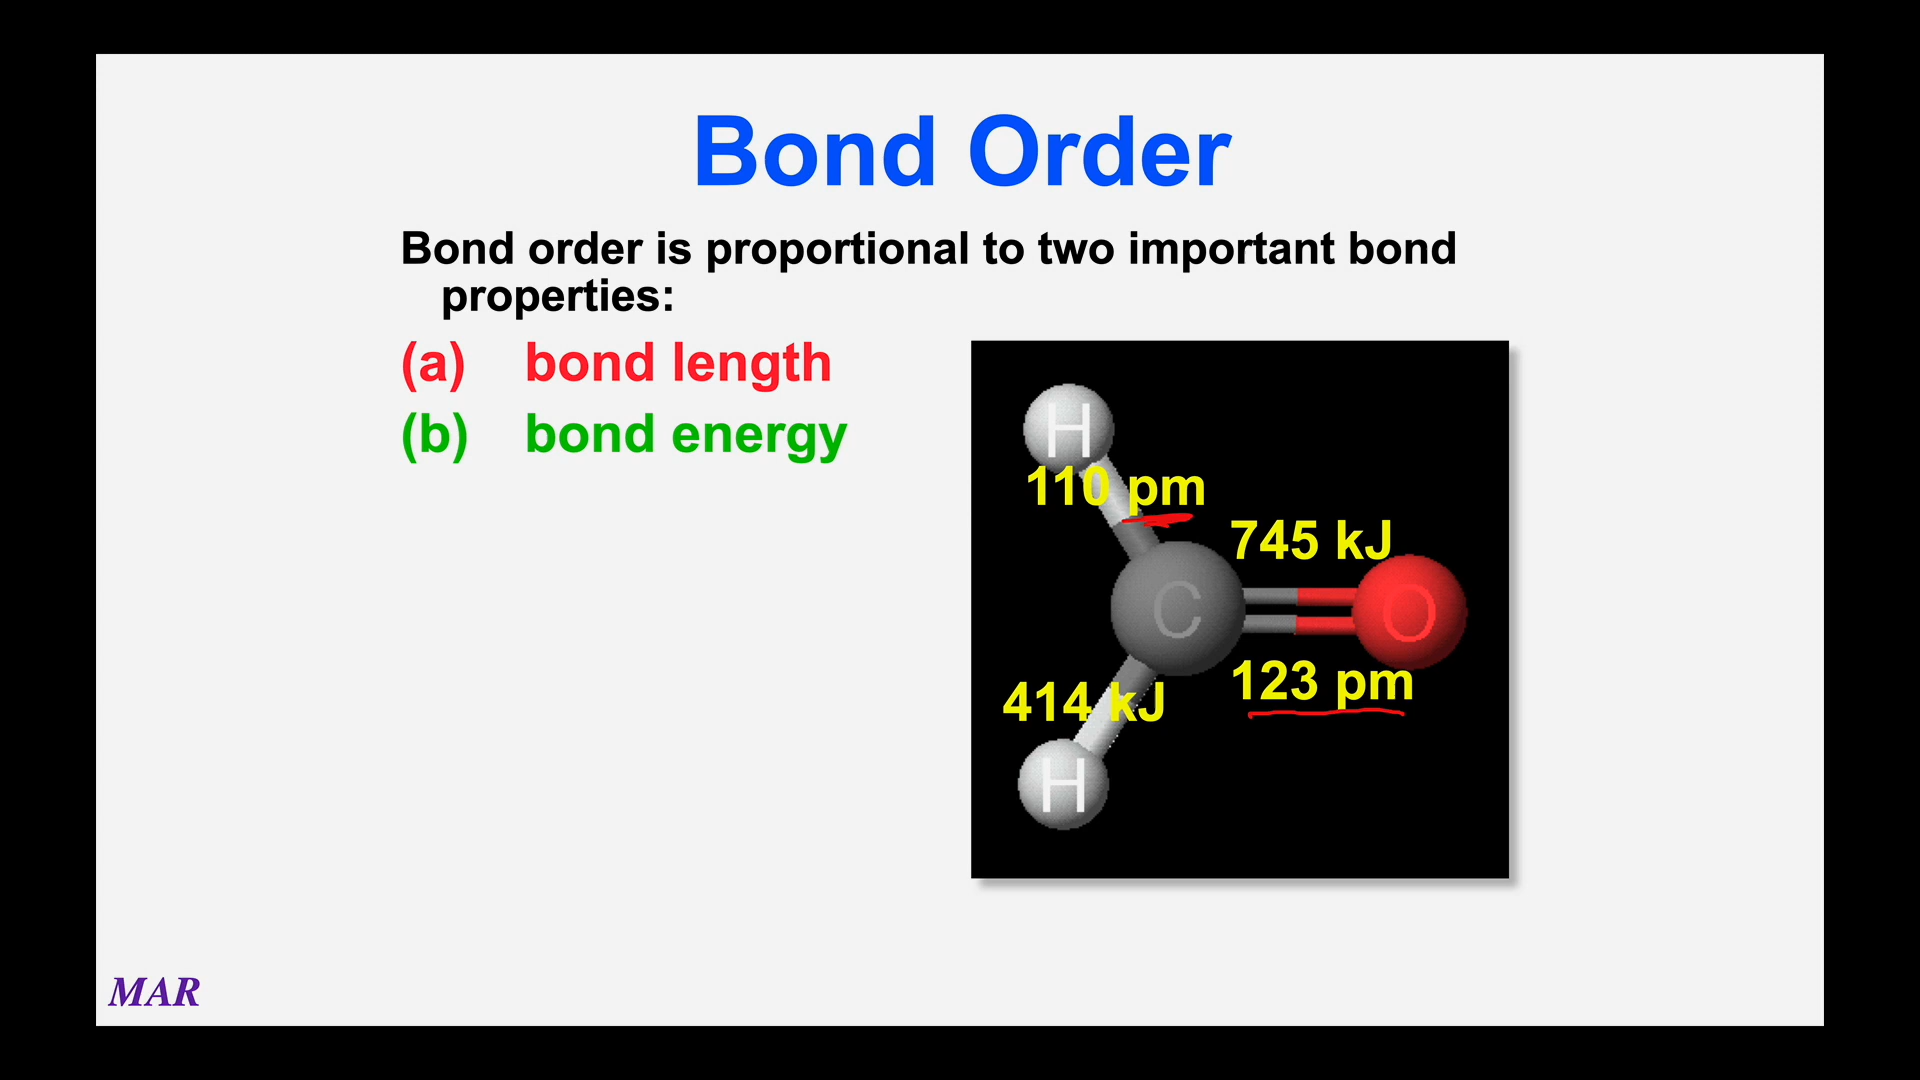 Bond Order
Bond order is proportional to two important bond
properties:
(a) bond length
(b) bond energy
H
110 pm
745 kJ
C
O
123 pm
414 kJ
H
MAR